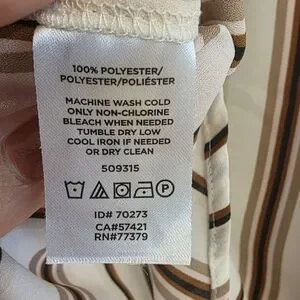 100% POLYESTER/
POLYESTER/POLIÉSTER
MACHINE WASH COLD
ONLY NON-CHLORINE
BLEACH WHEN NEEDED
TUMBLE DRY LOW
COOL IRON IF NEEDED
OR DRY CLEAN
509315
ID# 70273
CA#57421
RN#77379